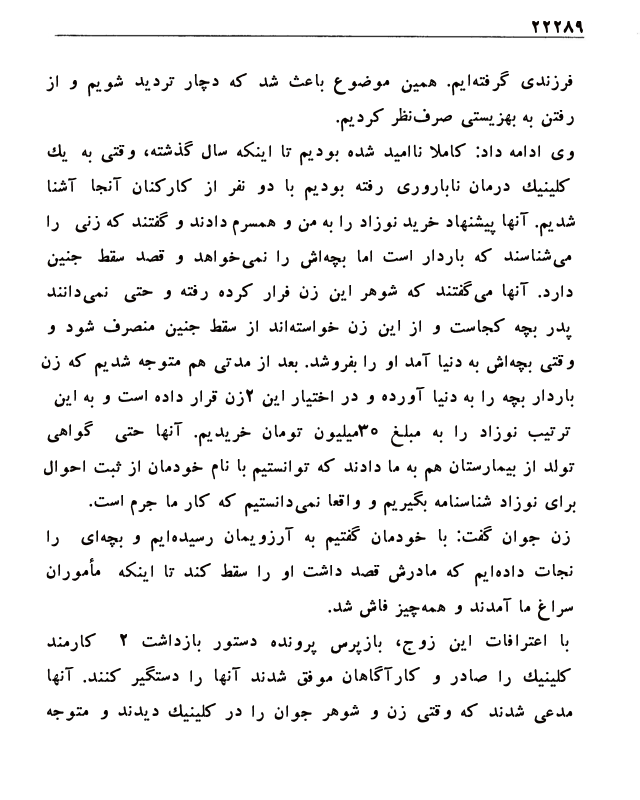 ۲۲۲۸۹
فرزندی گرفته‌ایم. همین موضوع باعث شد که دچار تردید شویم و از
رفتن به بهزیستی صرف‌نظر کردیم.
وی ادامه داد: کاملا ناامید شده بودیم تا اینکه سال گذشته، وقتی به یك
کلینیك درمان ناباروری رفته بودیم با دو نفر از کارکنان آنجا آشنا
شدیم. آنها پیشنهاد خرید نوزاد را به من و همسرم دادند و گفتند که زنی را
می‌شناسند که باردار است اما بچه‌اش را نمی‌خواهد و قصد سقط جنین
دارد. آنها می‌گفتند که شوهر این زن فرار کرده رفته و حتی نمی‌دانند
پدر بچه کجاست و از این زن خواسته‌اند از سقط جنین منصرف شود و
وقتی بچه‌اش به دنیا آمد او را بفروشد. بعد از مدتی هم متوجه شدیم که زن
باردار بچه را به دنیا آورده و در اختیار این ۲زن قرار داده است و به این
ترتیب نوزاد را به مبلغ ۳۰میلیون تومان خریدیم. آنها حتی گواهی
تولد از بیمارستان هم به ما دادند که توانستیم با نام خودمان از ثبت احوال
برای نوزاد شناسنامه بگیریم و واقعا نمی‌دانستیم که کار ما جرم است.
زن جوان گفت: با خودمان گفتیم به آرزویمان رسیده‌ایم و بچه‌ای را
نجات داده‌ایم که مادرش قصد داشت او را سقط کند تا اینکه مأموران
سراغ ما آمدند و همه‌چیز فاش شد.
با اعترافات این زوج، بازپرس پرونده دستور بازداشت ۲ کارمند
کلینیك را صادر و کارآگاهان موفق شدند آنها را دستگیر کنند. آنها
مدعی شدند که وقتی زن و شوهر جوان را در کلینیك دیدند و متوجه